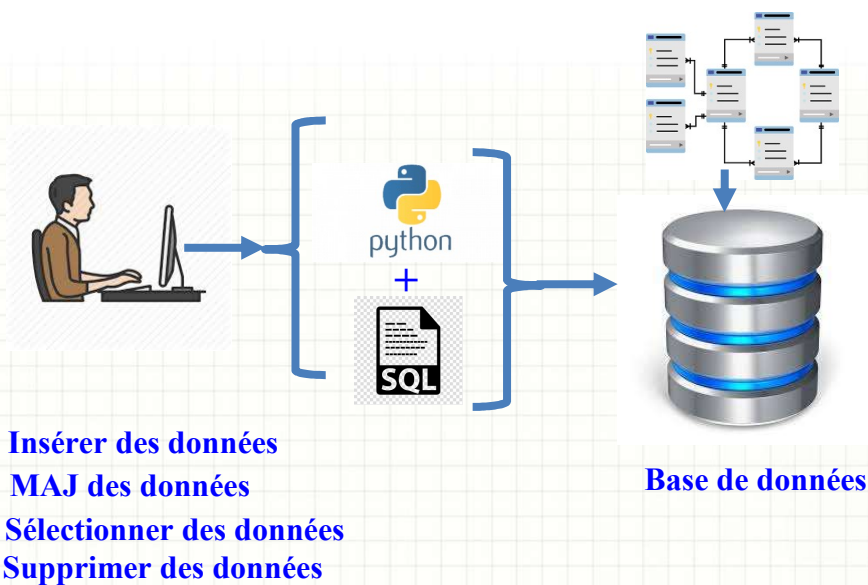 python
+
SQL
Insérer des données
MAJ des données
Sélectionner des données
Supprimer des données
Base de données